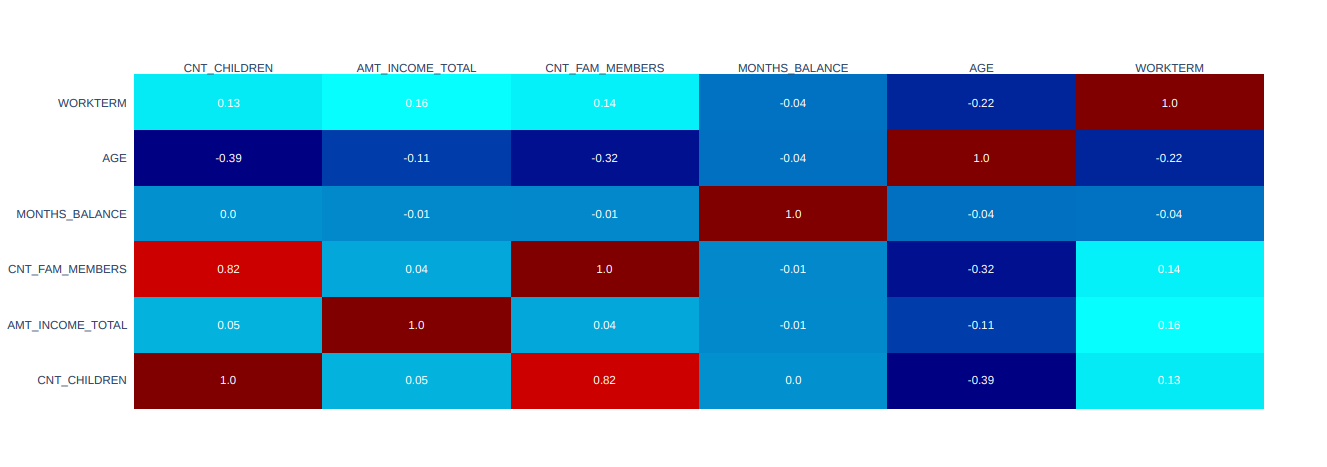 CNT_CHILDREN AMT_INCOME_TOTAL CNT_FAM_MEMBERS MONTHS_BALANCE AGE WORKTERM
WORKTERM 0.13 0.16 0.14 -0.04 -0.22 1.0
AGE -0.39 -0.11 -0.32 -0.04 1.0 -0.22
MONTHS_BALANCE 0.0 -0.01 -0.01 1.0 -0.04 -0.04
CNT_FAM_MEMBERS 0.82 0.04 1.0 -0.01 -0.32 0.14
AMT_INCOME_TOTAL 0.05 1.0 0.04 -0.01 -0.11 0.16
CNT_CHILDREN 1.0 0.05 0.82 0.0 -0.39 0.13